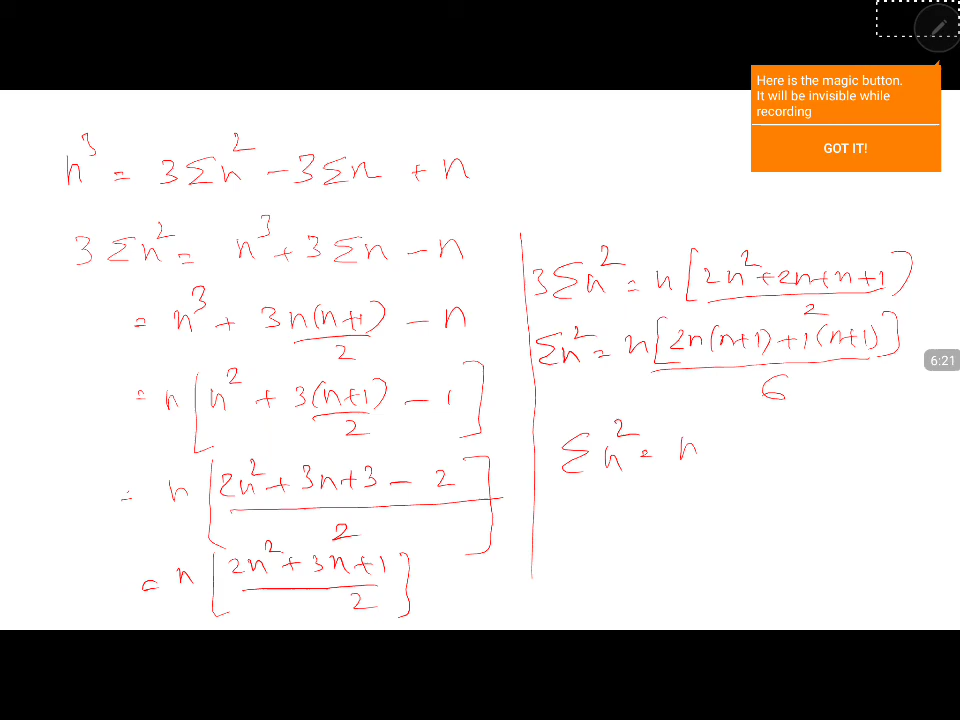 Here is the magic button.
It will be invisible while
recording
GOT IT!
n³ = 3Σn² - 3Σn + n
3Σn² = n³ + 3Σn - n
= n³ + 3n(n+1)/2 - n
= n[n² + 3(n+1)/2 - 1]
= n[(2n² + 3n + 3 - 2)/2]
= n[(2n² + 3n + 1)/2]
3Σn² = n[(2n² + 2n + n + 1)/2]
Σn² = n[2n(n+1) + 1(n+1)]/6
Σn² = n
6:21